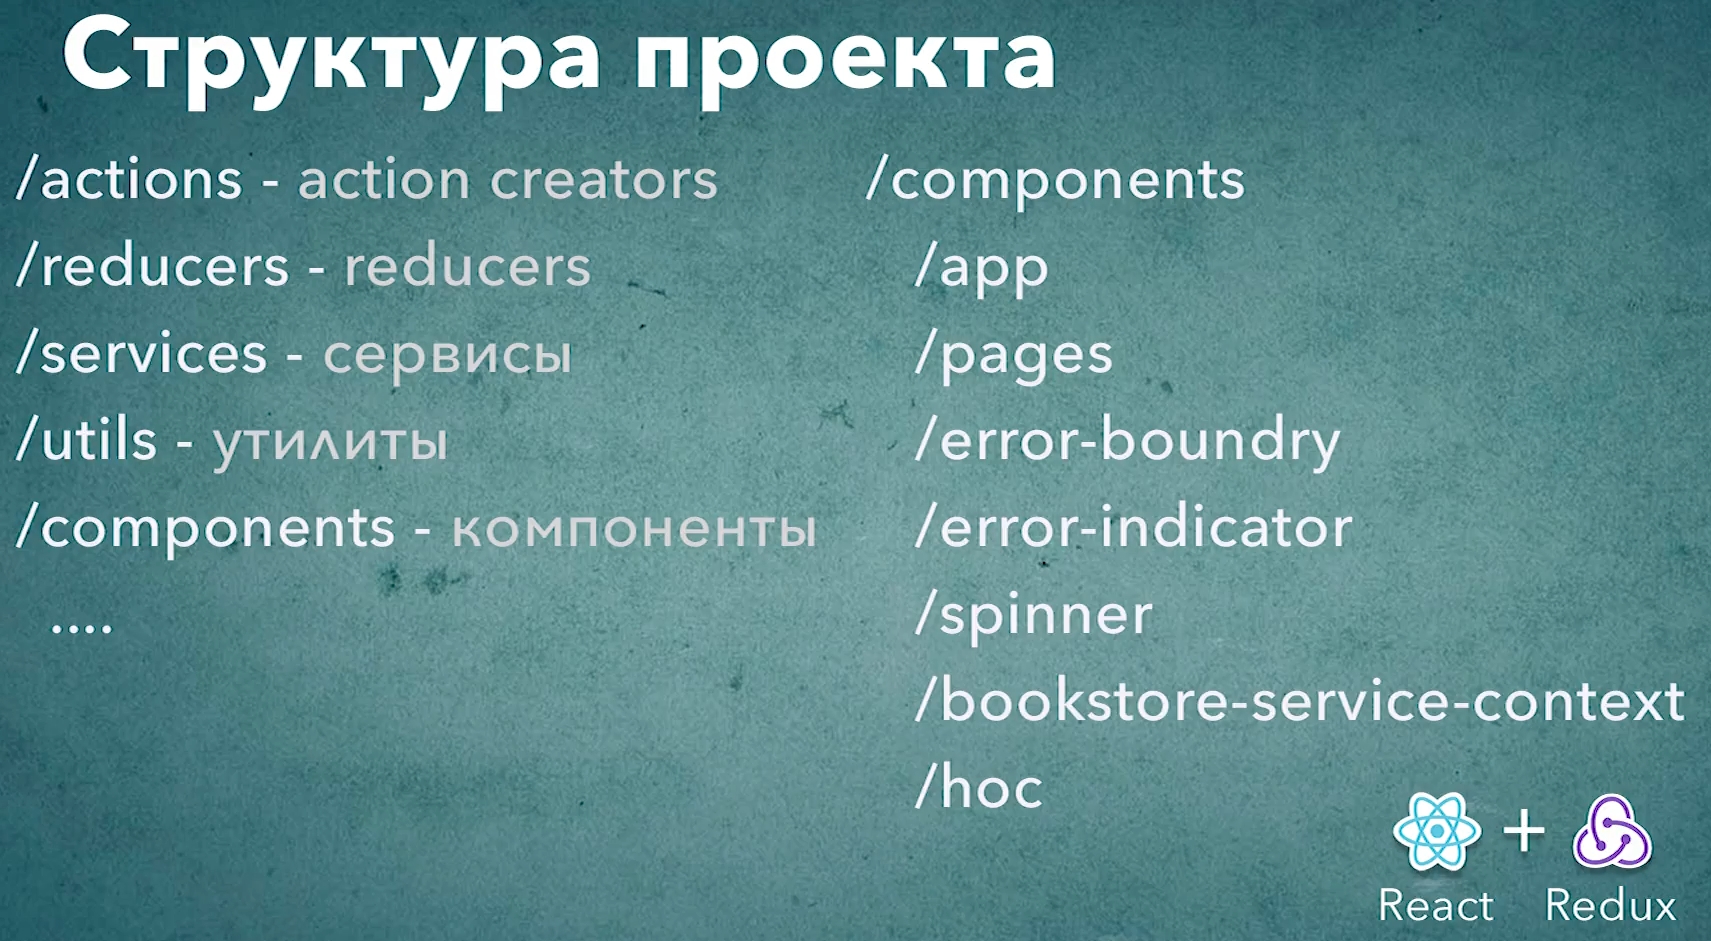 Структура проекта
/actions - action creators
/reducers - reducers
/services - сервисы
/utils - утилиты
/components - компоненты
....
/components
/app
/pages
/error-boundry
/error-indicator
/spinner
/bookstore-service-context
/hoc
React + Redux